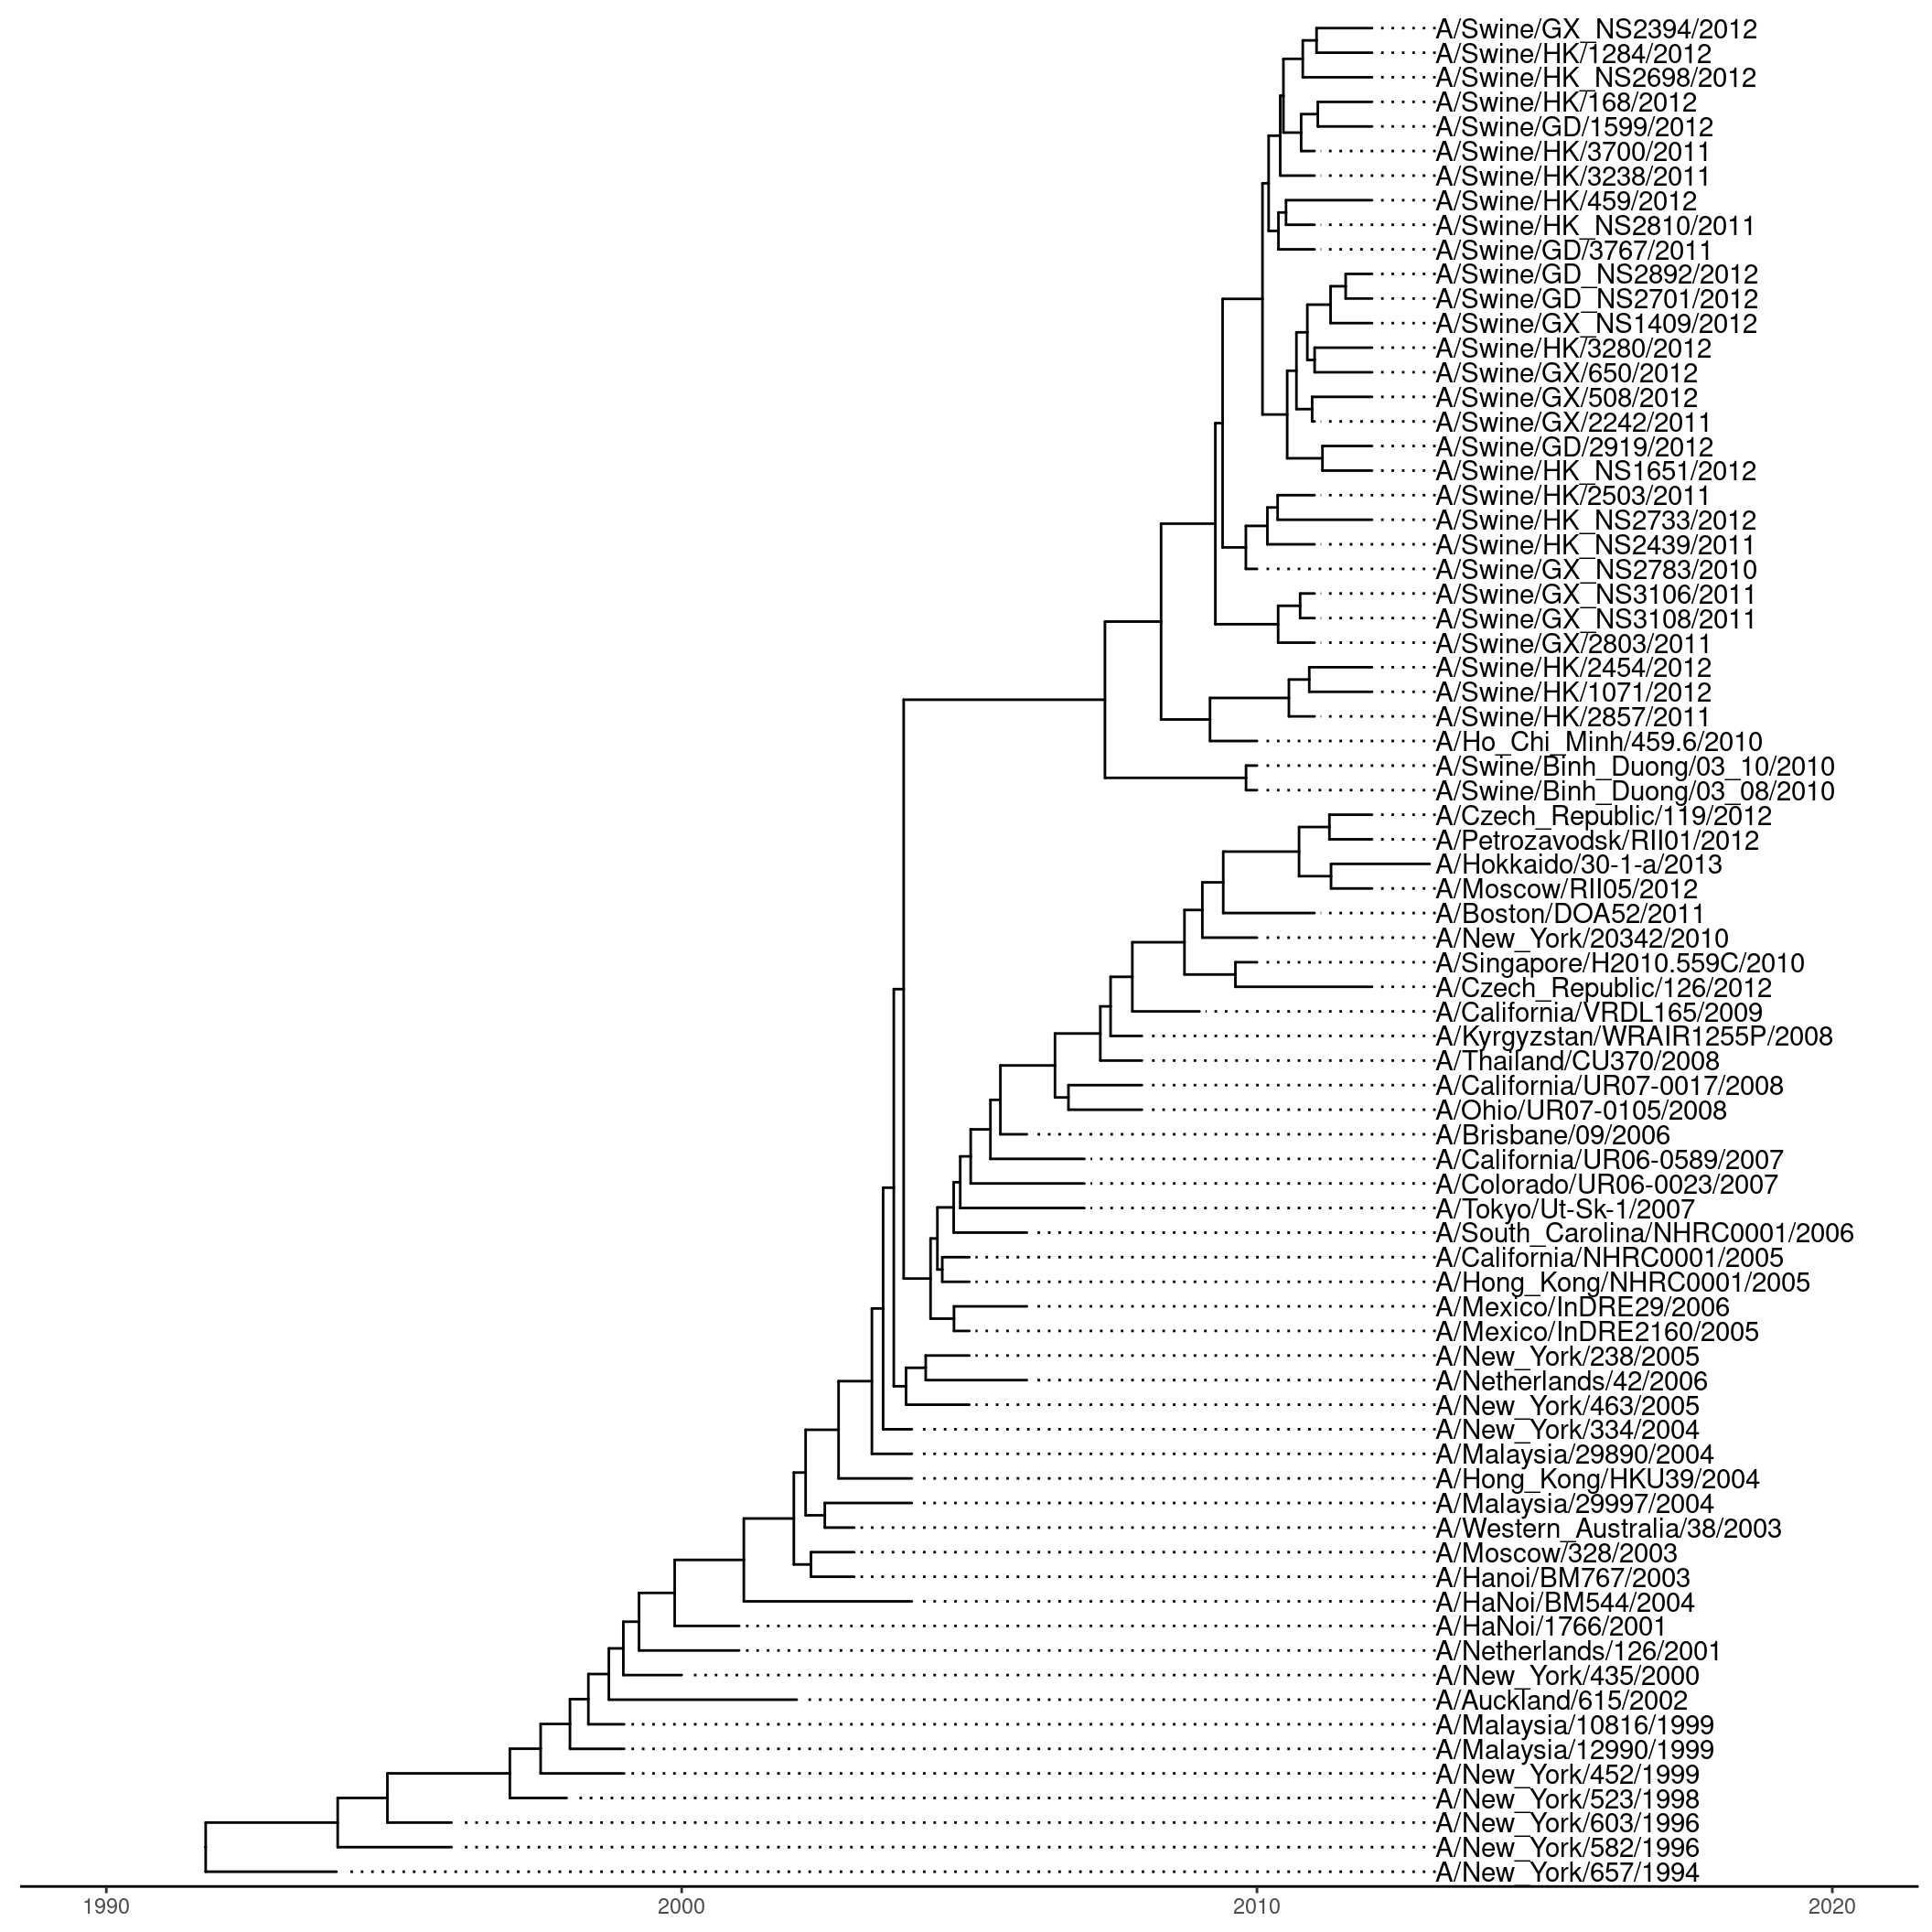 A/Swine/GX_NS2394/2012
A/Swine/HK/1284/2012
A/Swine/HK_NS2698/2012
A/Swine/HK/168/2012
A/Swine/GD/1599/2012
A/Swine/HK/3700/2011
A/Swine/HK/3238/2011
A/Swine/HK/459/2012
A/Swine/HK_NS2810/2011
A/Swine/GD/3767/2011
A/Swine/GD_NS2892/2012
A/Swine/GD_NS2701/2012
A/Swine/GX_NS1409/2012
A/Swine/HK/3280/2012
A/Swine/GX/650/2012
A/Swine/GX/508/2012
A/Swine/GX/2242/2011
A/Swine/GD/2919/2012
A/Swine/HK_NS1651/2012
A/Swine/HK/2503/2011
A/Swine/HK_NS2733/2012
A/Swine/HK_NS2439/2011
A/Swine/GX_NS2783/2010
A/Swine/GX_NS3106/2011
A/Swine/GX_NS3108/2011
A/Swine/GX/2803/2011
A/Swine/HK/2454/2012
A/Swine/HK/1071/2012
A/Swine/HK/2857/2011
A/Ho_Chi_Minh/459.6/2010
A/Swine/Binh_Duong/03_10/2010
A/Swine/Binh_Duong/03_08/2010
A/Czech_Republic/119/2012
A/Petrozavodsk/RII01/2012
A/Hokkaido/30-1-a/2013
A/Moscow/RII05/2012
A/Boston/DOA52/2011
A/New_York/20342/2010
A/Singapore/H2010.559C/2010
A/Czech_Republic/126/2012
A/California/VRDL165/2009
A/Kyrgyzstan/WRAIR1255P/2008
A/Thailand/CU370/2008
A/California/UR07-0017/2008
A/Ohio/UR07-0105/2008
A/Brisbane/09/2006
A/California/UR06-0589/2007
A/Colorado/UR06-0023/2007
A/Tokyo/Ut-Sk-1/2007
A/South_Carolina/NHRC0001/2006
A/California/NHRC0001/2005
A/Hong_Kong/NHRC0001/2005
A/Mexico/InDRE29/2006
A/Mexico/InDRE2160/2005
A/New_York/238/2005
A/Netherlands/42/2006
A/New_York/463/2005
A/New_York/334/2004
A/Malaysia/29890/2004
A/Hong_Kong/HKU39/2004
A/Malaysia/29997/2004
A/Western_Australia/38/2003
A/Moscow/328/2003
A/Hanoi/BM767/2003
A/HaNoi/BM544/2004
A/HaNoi/1766/2001
A/Netherlands/126/2001
A/New_York/435/2000
A/Auckland/615/2002
A/Malaysia/10816/1999
A/Malaysia/12990/1999
A/New_York/452/1999
A/New_York/523/1998
A/New_York/603/1996
A/New_York/582/1996
A/New_York/657/1994
1990 2000 2010 2020